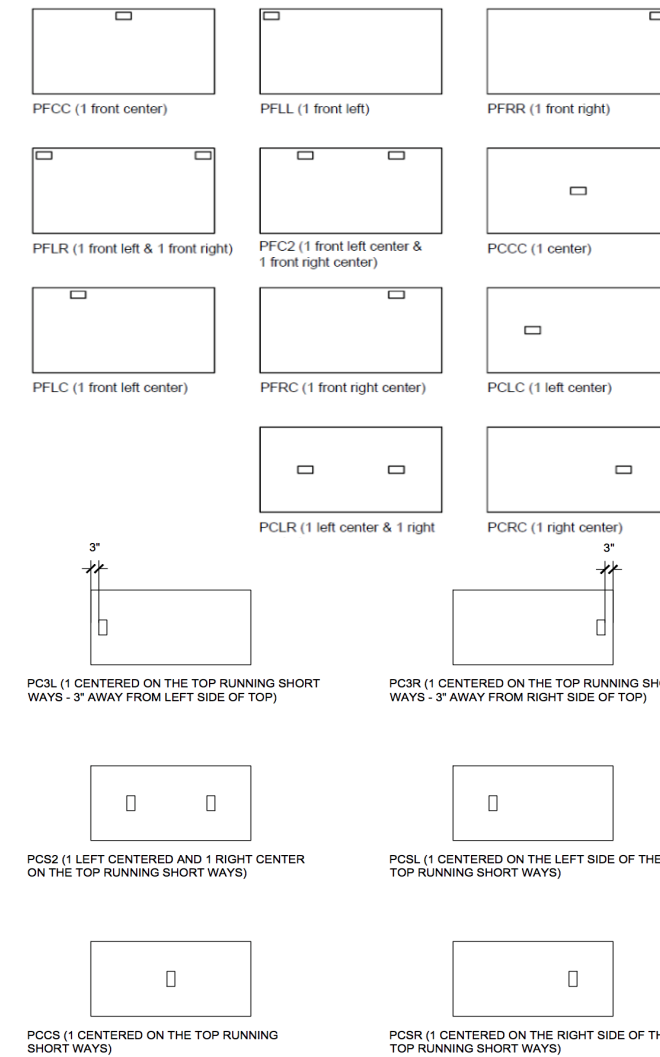 PFCC (1 front center)
PFLL (1 front left)
PFRR (1 front right)
PFLR (1 front left & 1 front right)
PFC2 (1 front left center &
1 front right center)
PCCC (1 center)
PFLC (1 front left center)
PFRC (1 front right center)
PCLC (1 left center)
PCLR (1 left center & 1 right
PCRC (1 right center)
3"
3"
PC3L (1 CENTERED ON THE TOP RUNNING SHORT
WAYS - 3" AWAY FROM LEFT SIDE OF TOP)
PC3R (1 CENTERED ON THE TOP RUNNING
WAYS - 3" AWAY FROM RIGHT SIDE OF TOP)
PCS2 (1 LEFT CENTERED AND 1 RIGHT CENTER
ON THE TOP RUNNING SHORT WAYS)
PCSL (1 CENTERED ON THE LEFT SIDE OF THE
TOP RUNNING SHORT WAYS)
PCCS (1 CENTERED ON THE TOP RUNNING
SHORT WAYS)
PCSR (1 CENTERED ON THE RIGHT SIDE OF
TOP RUNNING SHORT WAYS)